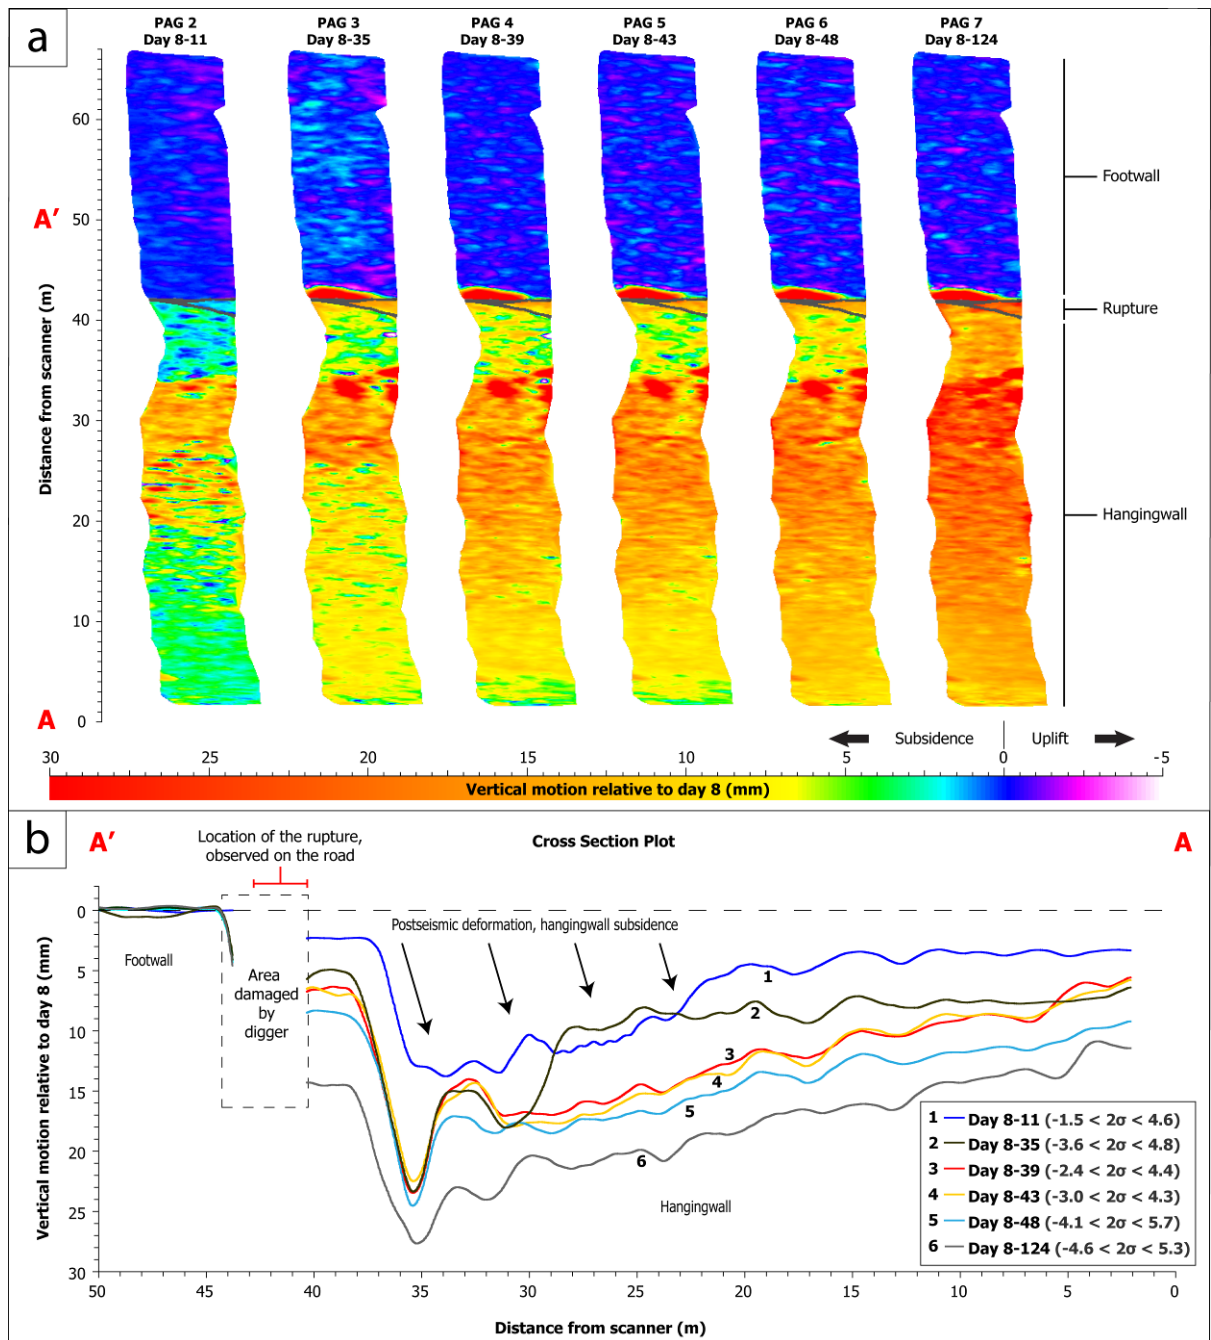 a
PAG 2
Day 8-11
PAG 3
Day 8-35
PAG 4
Day 8-39
PAG 5
Day 8-43
PAG 6
Day 8-48
PAG 7
Day 8-124
60
50
40
30
20
10
0
Distance from scanner (m)
A'
A
Footwall
Rupture
Hangingwall
Subsidence
Uplift
30 25 20 15 10 5 0 -5
Vertical motion relative to day 8 (mm)
b
A'
Location of the rupture,
observed on the road
Cross Section Plot
A
Postseismic deformation, hangingwall subsidence
Footwall
Area
damaged
by
digger
Hangingwall
1
2
3
4
5
6
0
5
10
15
20
25
30
Vertical motion relative to day 8 (mm)
1 Day 8-11 (-1.5 < 2σ < 4.6)
2 Day 8-35 (-3.6 < 2σ < 4.8)
3 Day 8-39 (-2.4 < 2σ < 4.4)
4 Day 8-43 (-3.0 < 2σ < 4.3)
5 Day 8-48 (-4.1 < 2σ < 5.7)
6 Day 8-124 (-4.6 < 2σ < 5.3)
50 45 40 35 30 25 20 15 10 5 0
Distance from scanner (m)